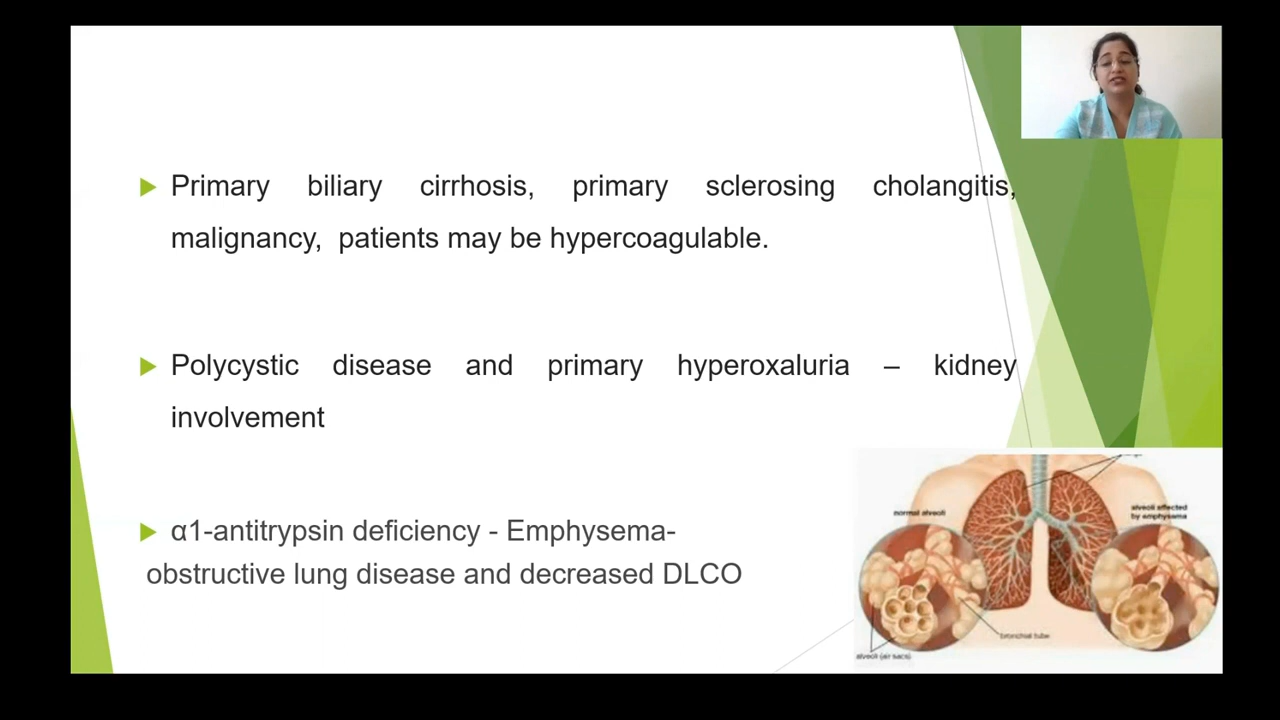 Primary biliary cirrhosis, primary sclerosing cholangitis,
malignancy, patients may be hypercoagulable.
Polycystic disease and primary hyperoxaluria – kidney
involvement
α1-antitrypsin deficiency - Emphysema-
obstructive lung disease and decreased DLCO
normal alveoli
alveoli affected
by emphysema
bronchial tube
alveoli (air sacs)